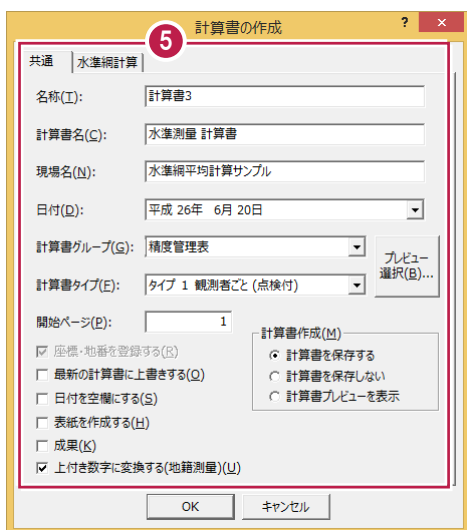 計算書の作成 ? ×
5
共通 水準網計算
名称(T): 計算書3
計算書名(C): 水準測量 計算書
現場名(N): 水準網平均計算サンプル
日付(D): 平成 26年 6月 20日
計算書グループ(G): 精度管理表
計算書タイプ(F): タイプ 1 観測者ごと (点検付)
プレビュー
選択(B)...
開始ページ(P): 1
座標・地番を登録する(R)
最新の計算書に上書きする(O)
日付を空欄にする(S)
表紙を作成する(H)
成果(K)
上付き数字に変換する(地籍測量)(U)
計算書作成(M)
計算書を保存する
計算書を保存しない
計算書プレビューを表示
OK キャンセル